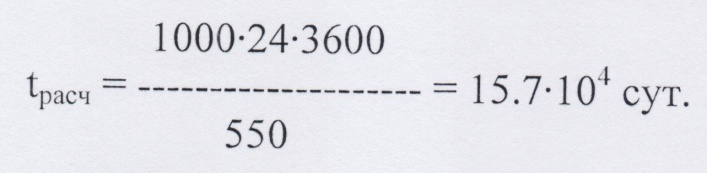 1000·24·3600
tрасч = -------------------- = 15.7·10⁴ сут.
550